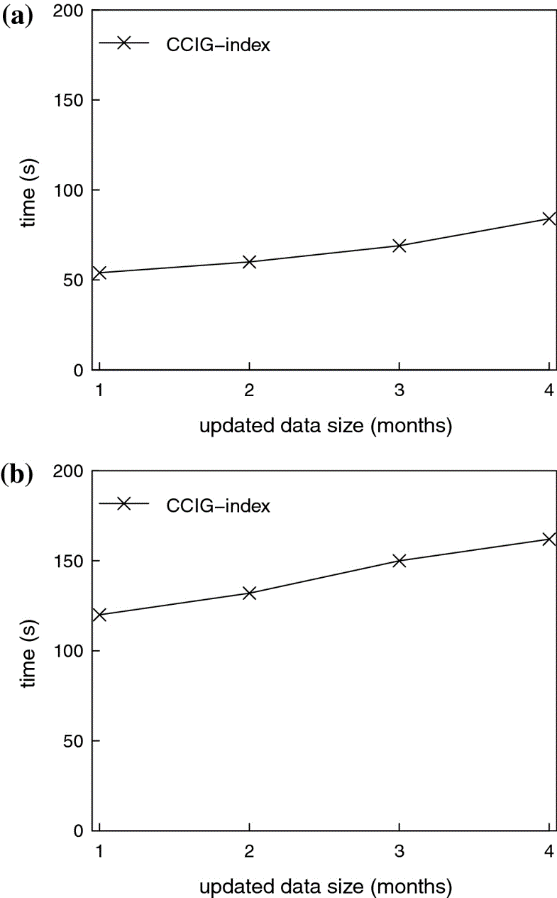 (a)
200
CCIG−index
150
time (s)
100
50
0
1 2 3 4
updated data size (months)
(b)
200
CCIG−index
150
time (s)
100
50
0
1 2 3 4
updated data size (months)